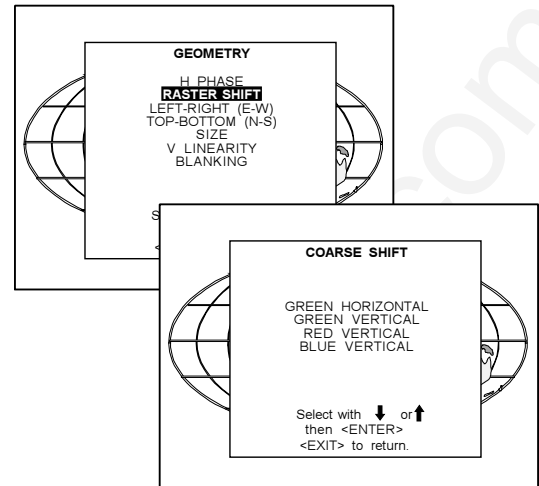 GEOMETRY
H PHASE
RASTER SHIFT
LEFT-RIGHT (E-W)
TOP-BOTTOM (N-S)
SIZE
V LINEARITY
BLANKING
S
<
COARSE SHIFT
GREEN HORIZONTAL
GREEN VERTICAL
RED VERTICAL
BLUE VERTICAL
Select with ⬇ or ⬆
then <ENTER>
<EXIT> to return.
com